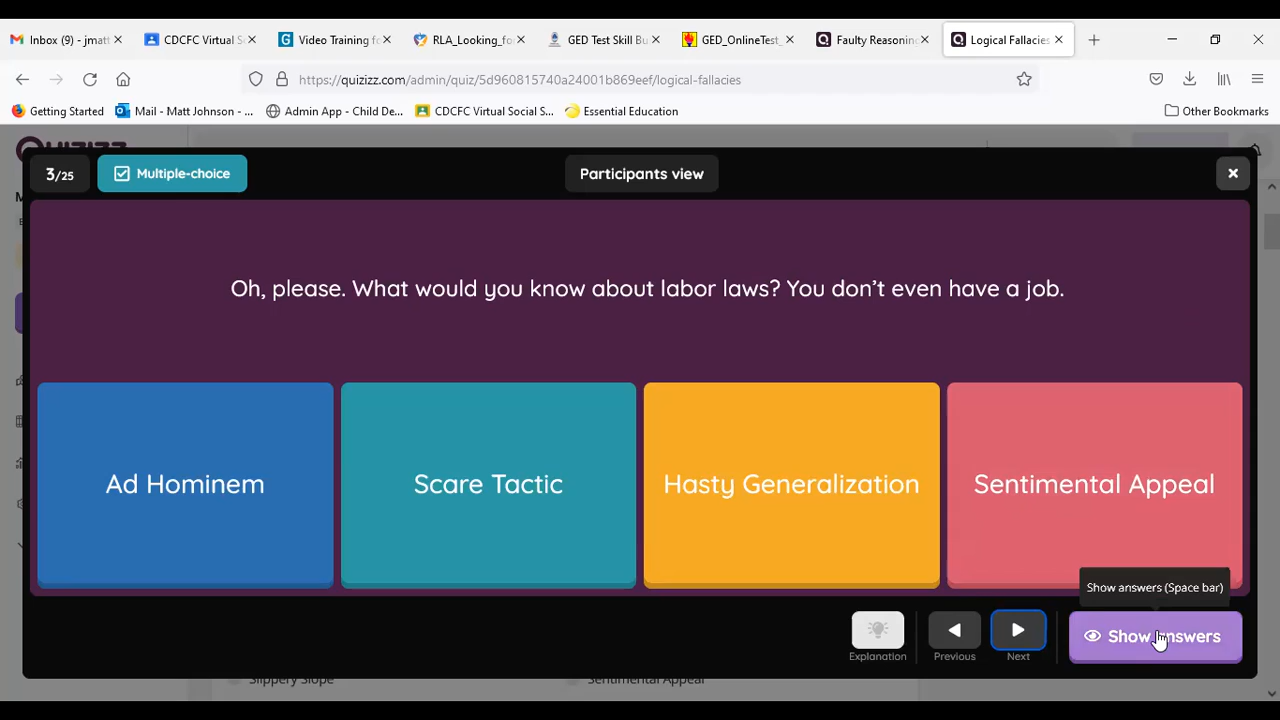 Inbox (9) - jmatt
CDCFC Virtual S
Video Training fo
RLA_Looking_fo
GED Test Skill Bu
GED_OnlineTest_
Faulty Reasonin
Logical Fallacies
https://quizizz.com/admin/quiz/5d960815740a24001b869eef/logical-fallacies
Getting Started
Mail - Matt Johnson - ...
Admin App - Child De...
CDCFC Virtual Social S...
Essential Education
Other Bookmarks
3/25
Multiple-choice
Participants view
Oh, please. What would you know about labor laws? You don't even have a job.
Ad Hominem
Scare Tactic
Hasty Generalization
Sentimental Appeal
Show answers (Space bar)
Show answers
Explanation
Previous
Next
Slippery Slope
Sentimental Appeal